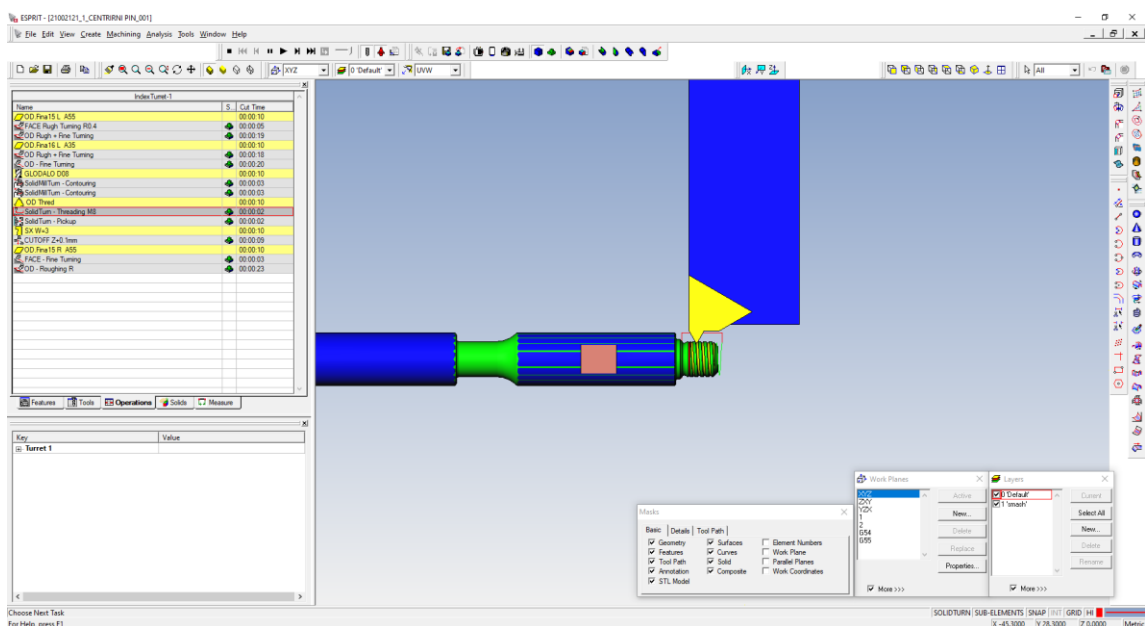 ESPRIT - [21002121_1_CENTRIRNI PIN_001]
File Edit View Create Machining Analysis Tools Window Help
XYZ 0 'Default' UVW All
IndexTurret-1
Name S... Cut Time
OD.Fina15 L A55 00:00:10
FACE Rugh Turning R0.4 00:00:05
OD Rugh + Fine Turning 00:00:19
OD.Fina16 L A35 00:00:10
OD Rugh + Fine Turning 00:00:18
OD - Fine Turning 00:00:20
GLODALO D08 00:00:10
SolidMillTurn - Contouring 00:00:03
SolidMillTurn - Contouring 00:00:03
OD Thred 00:00:10
SolidTurn - Threading M8 00:00:02
SolidTurn - Pickup 00:00:02
SX W=3 00:00:10
CUTOFF Z+0.1mm 00:00:09
OD.Fina15 R A55 00:00:10
FACE - Fine Turning 00:00:03
OD - Roughing R 00:00:23
Features Tools Operations Solids Measure
Key Value
Turret 1
Masks
Basic Details Tool Path
Geometry Surfaces Element Numbers
Features Curves Work Plane
Tool Path Solid Parallel Planes
Annotation Composite Work Coordinates
STL Model
Work Planes
XYZ Active
ZXY
YZX New...
1
2 Delete
G54
G55 Replace
Properties...
More >>>
Layers
0 'Default' Current
1 'smash' Select All
New...
Delete
Rename
More >>>
Choose Next Task
SOLIDTURN SUB-ELEMENTS SNAP INT GRID HI
For Help, press F1
X -45.3000 Y 28.3000 Z 0.0000 Metric